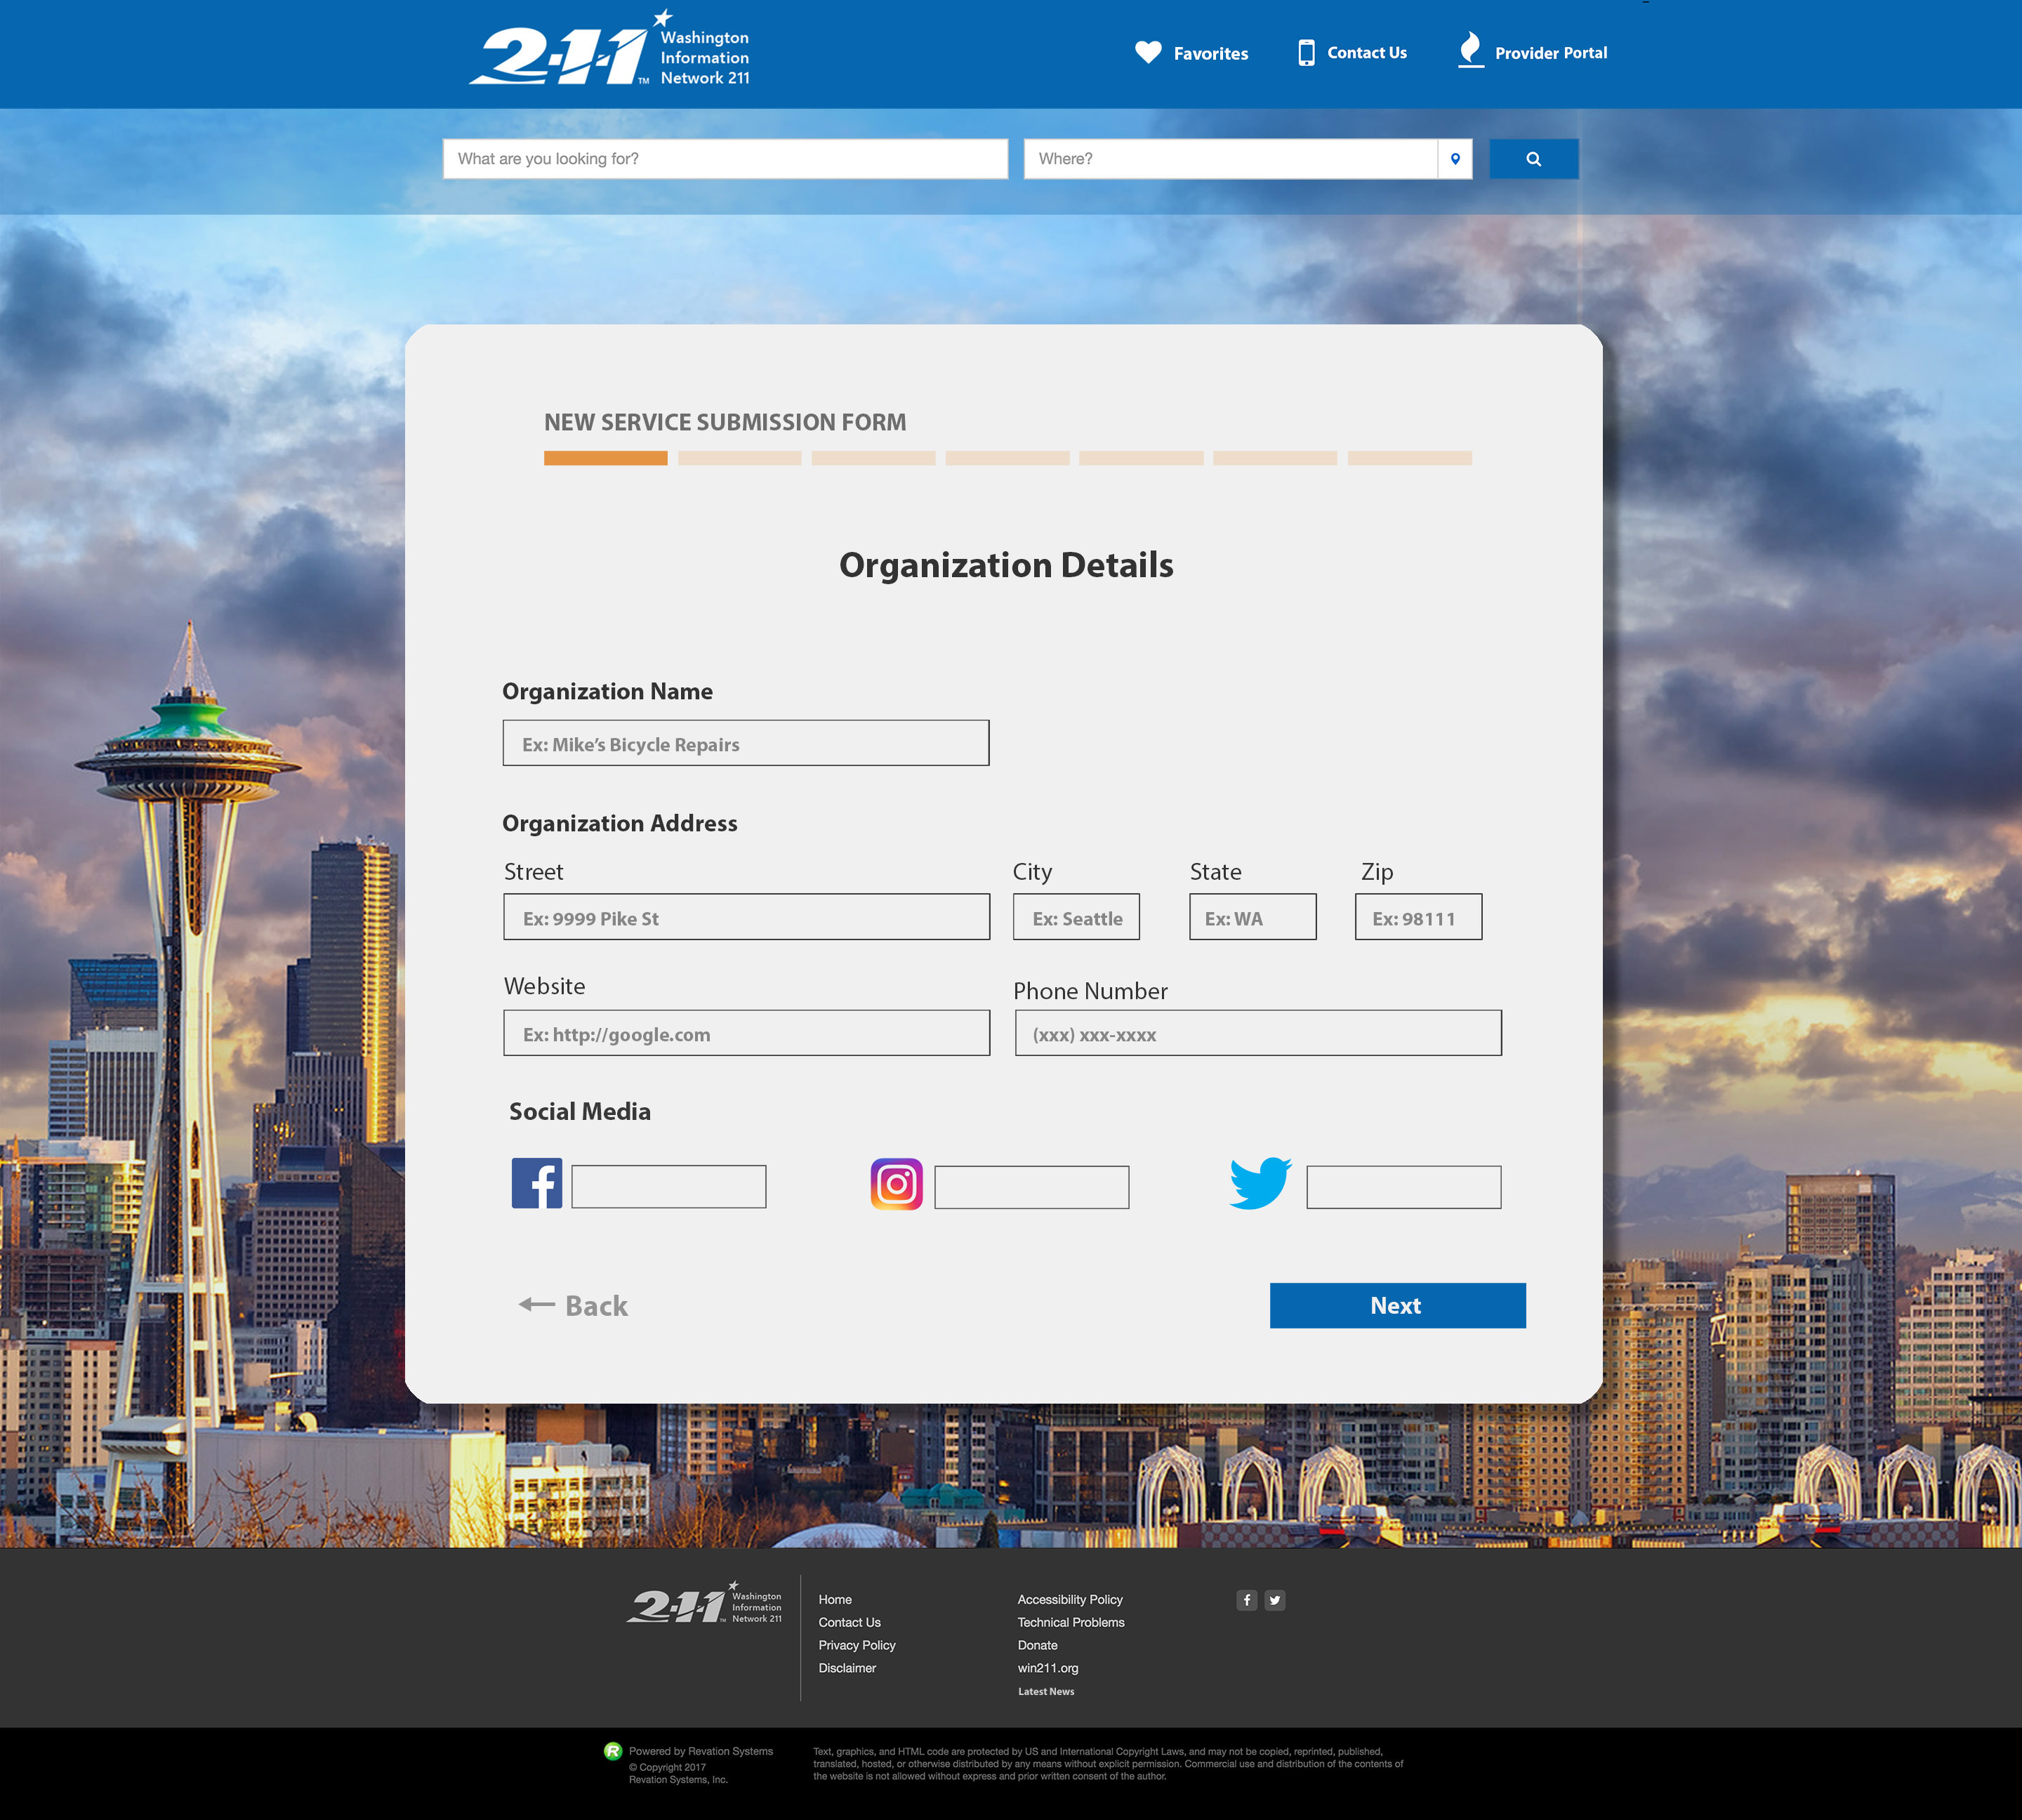 2-1-1 Washington
Information
Network 211
TM
Favorites
Contact Us
Provider Portal
What are you looking for?
Where?
NEW SERVICE SUBMISSION FORM
Organization Details
Organization Name
Ex: Mike's Bicycle Repairs
Organization Address
Street
City
State
Zip
Ex: 9999 Pike St
Ex: Seattle
Ex: WA
Ex: 98111
Website
Phone Number
Ex: http://google.com
(xxx) xxx-xxxx
Social Media
Back
Next
2-1-1 Washington
Information
Network 211
TM
Home
Contact Us
Privacy Policy
Disclaimer
Accessibility Policy
Technical Problems
Donate
win211.org
Latest News
R
Powered by Revation Systems
© Copyright 2017
Revation Systems, Inc.
Text, graphics, and HTML code are protected by US and International Copyright Laws, and may not be copied, reprinted, published,
translated, hosted, or otherwise distributed by any means without explicit permission. Commercial use and distribution of the contents of
the website is not allowed without express and prior written consent of the author.